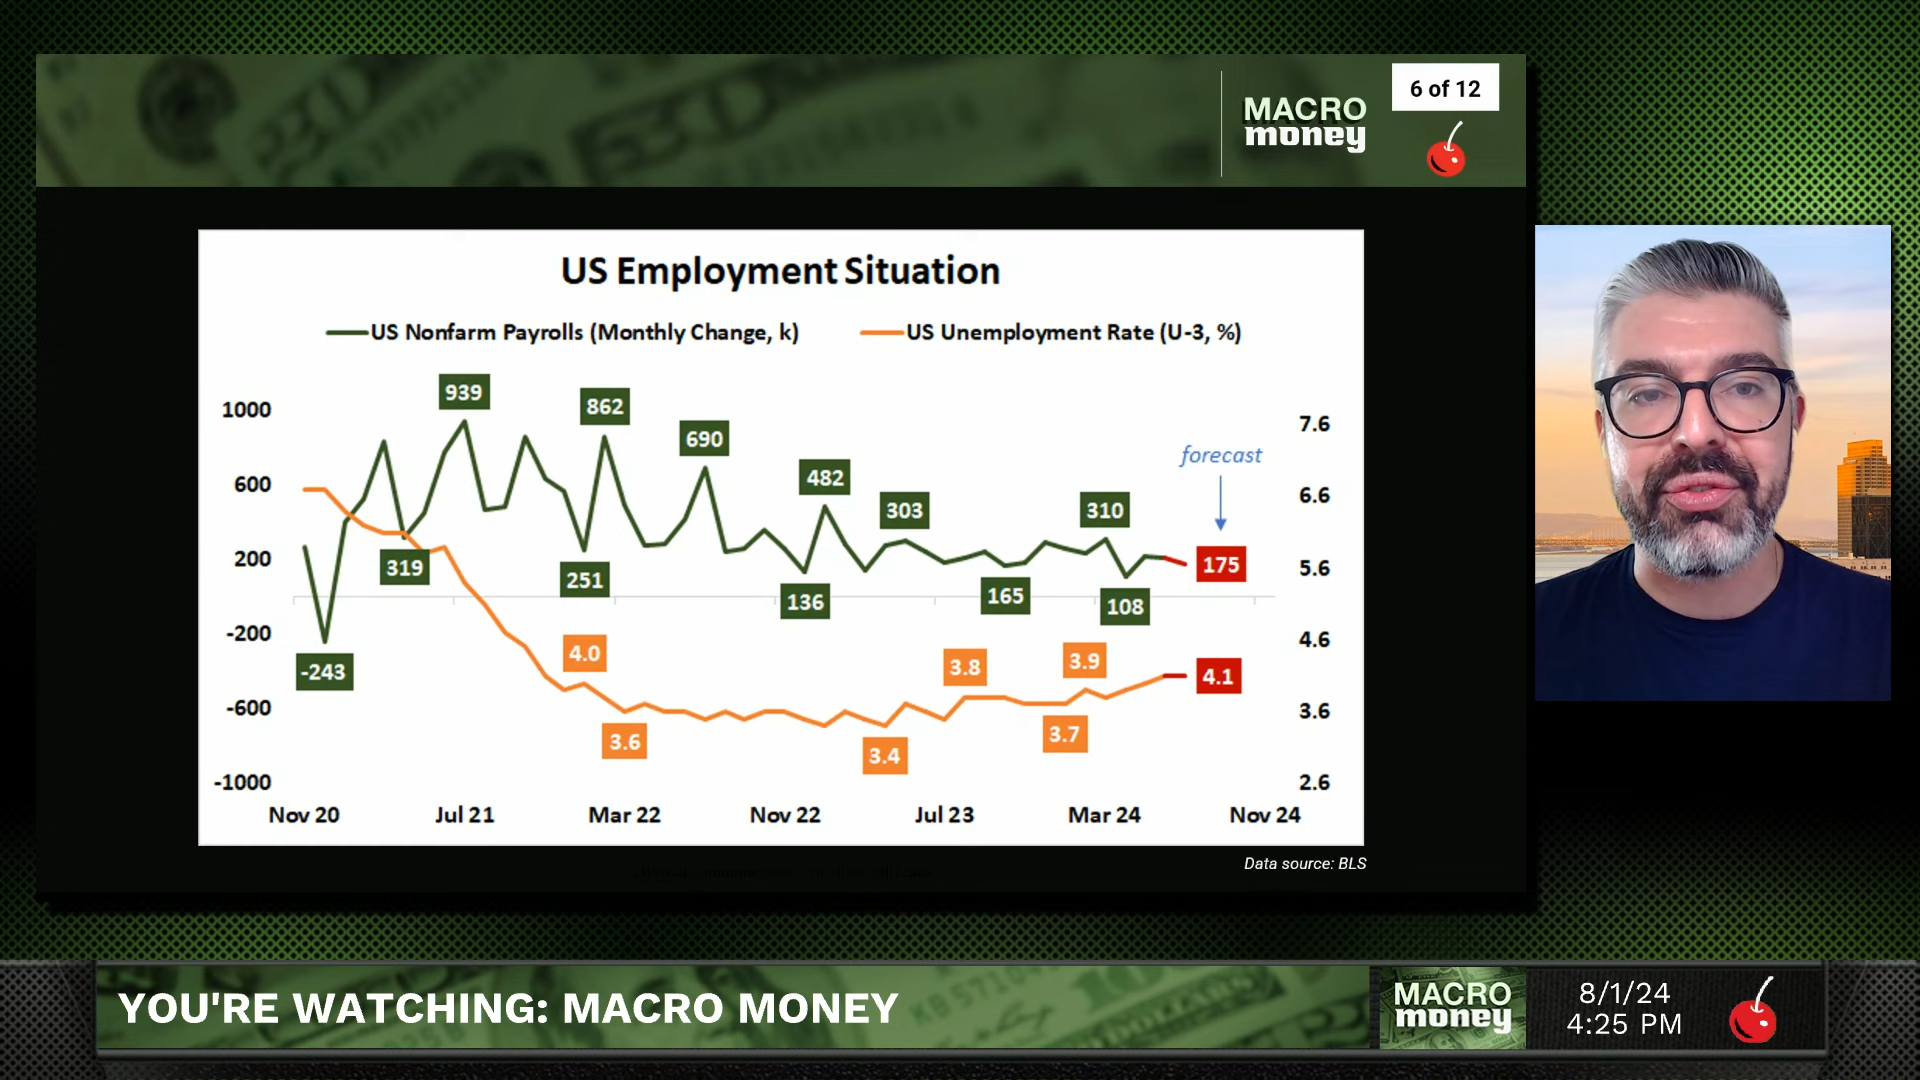 6 of 12
MACRO
money
US Employment Situation
US Nonfarm Payrolls (Monthly Change, k)
US Unemployment Rate (U-3, %)
1000
600
200
-200
-600
-1000
939
862
690
482
303
310
319
251
136
165
108
-243
forecast
175
4.0
3.8
3.9
4.1
3.6
3.4
3.7
7.6
6.6
5.6
4.6
3.6
2.6
Nov 20
Jul 21
Mar 22
Nov 22
Jul 23
Mar 24
Nov 24
Data source: BLS
YOU'RE WATCHING: MACRO MONEY
MACRO
money
8/1/24
4:25 PM